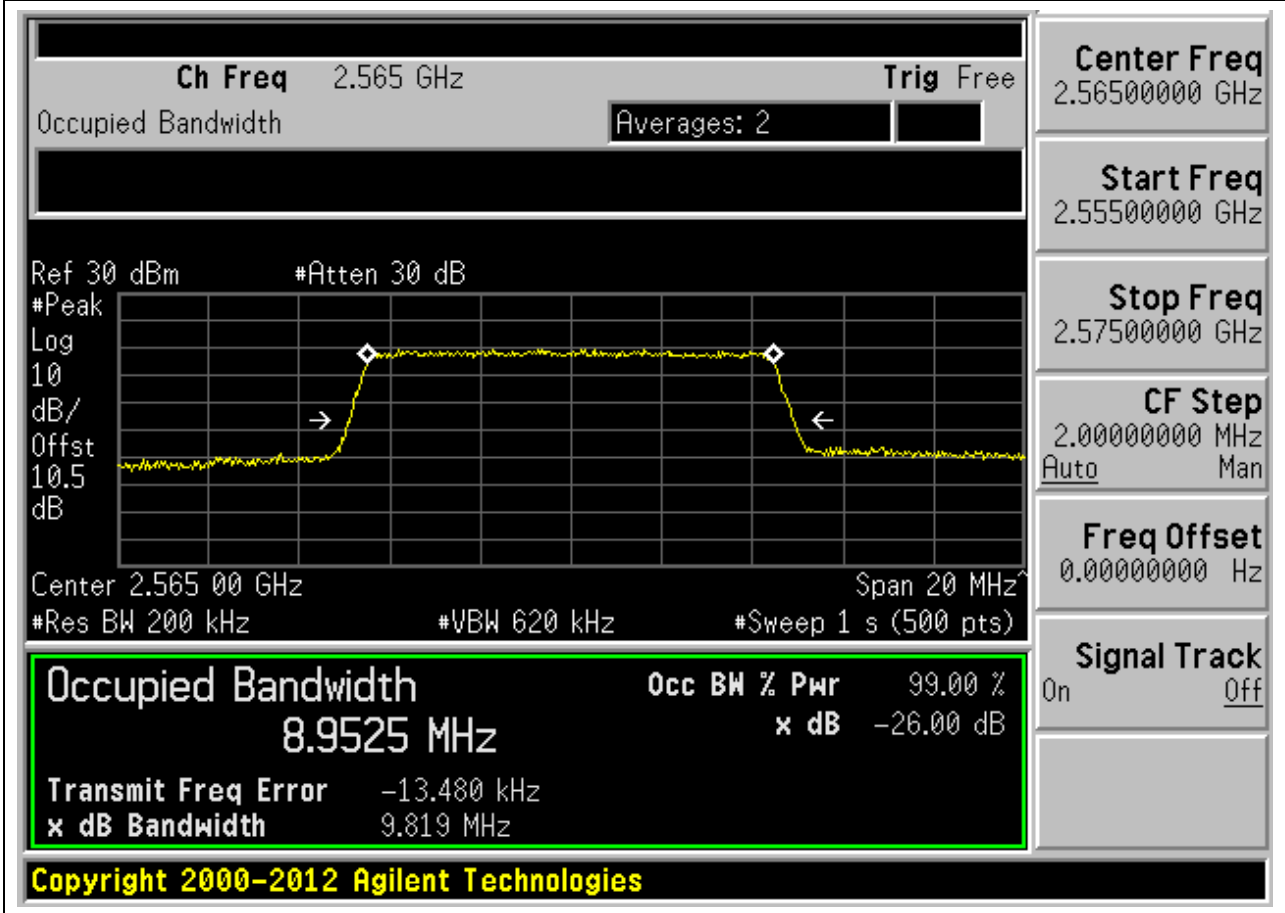 Ch Freq 2.565 GHz Trig Free
Occupied Bandwidth Averages: 2
Ref 30 dBm #Atten 30 dB
#Peak
Log
10
dB/
Offst
10.5
dB
Center 2.565 00 GHz Span 20 MHz^
#Res BW 200 kHz #VBW 620 kHz #Sweep 1 s (500 pts)
Occupied Bandwidth Occ BW % Pwr 99.00 %
8.9525 MHz x dB -26.00 dB
Transmit Freq Error -13.480 kHz
x dB Bandwidth 9.819 MHz
Copyright 2000-2012 Agilent Technologies
Center Freq
2.56500000 GHz
Start Freq
2.55500000 GHz
Stop Freq
2.57500000 GHz
CF Step
2.00000000 MHz
Auto Man
Freq Offset
0.00000000 Hz
Signal Track
On Off